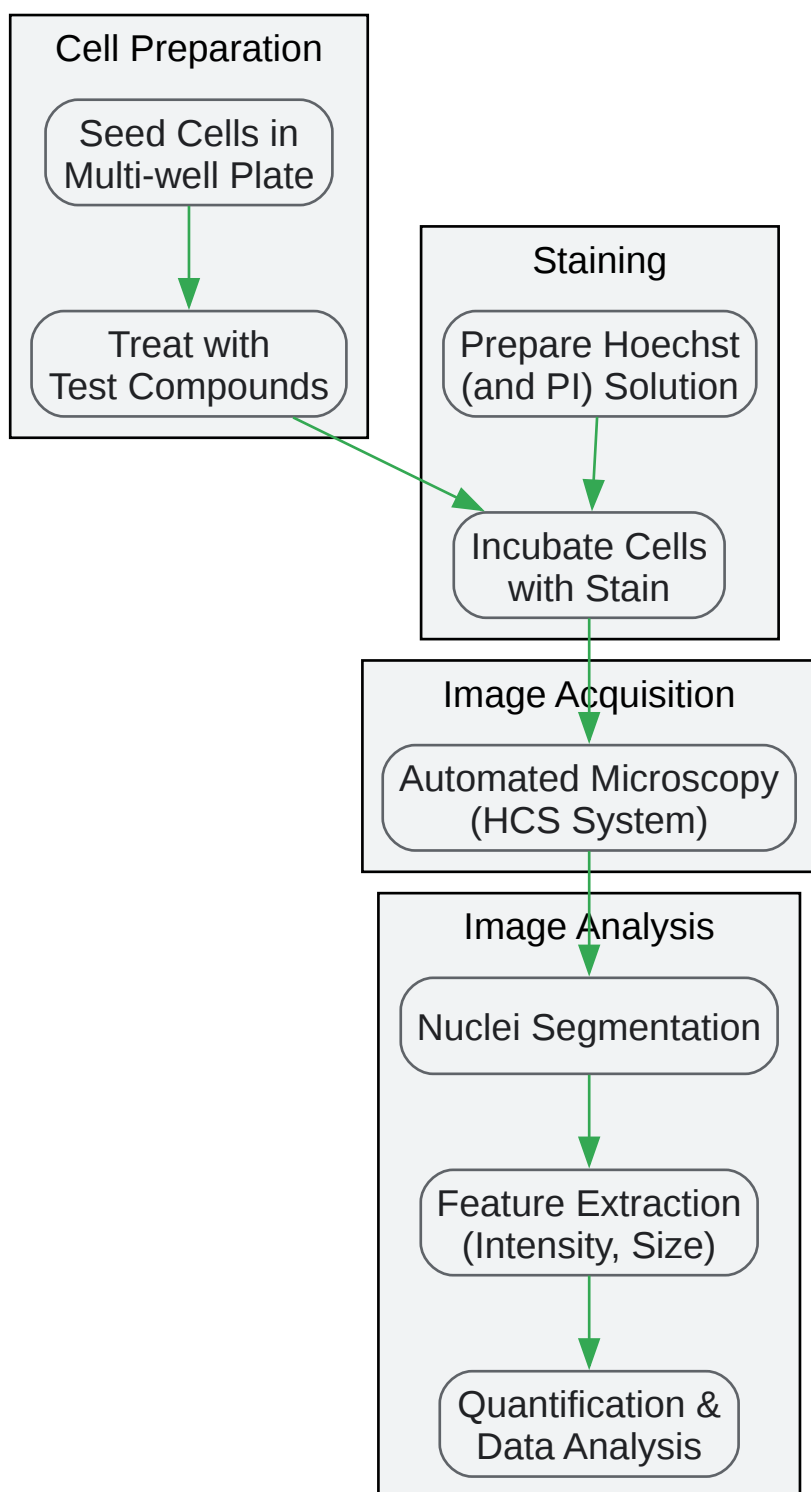 Cell Preparation
Seed Cells in
Multi-well Plate
Treat with
Test Compounds
Staining
Prepare Hoechst
(and PI) Solution
Incubate Cells
with Stain
Image Acquisition
Automated Microscopy
(HCS System)
Image Analysis
Nuclei Segmentation
Feature Extraction
(Intensity, Size)
Quantification &
Data Analysis